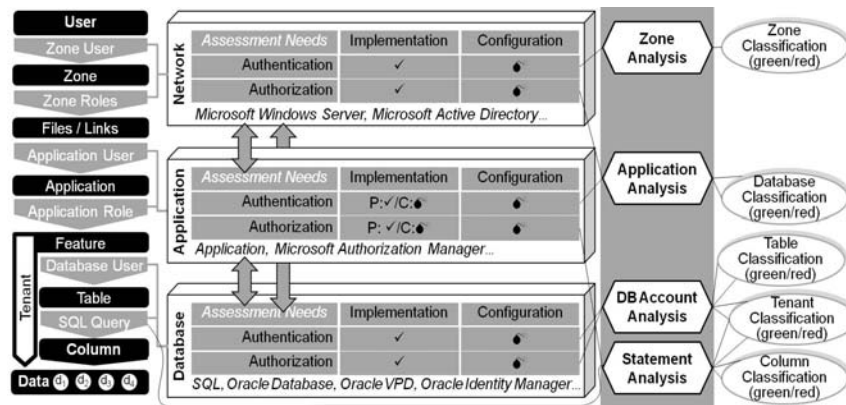 User
Zone User
Zone
Zone Roles
Files / Links
Application User
Application
Application Role
Feature
Database User
Table
SQL Query
Column
Data d1 d2 d3 d4
Tenant
Network
Assessment Needs Implementation Configuration
Authentication ✓
Authorization ✓
Microsoft Windows Server, Microsoft Active Directory...
Application
Assessment Needs Implementation Configuration
Authentication P:✓/C:
Authorization P:✓/C:
Application, Microsoft Authorization Manager...
Database
Assessment Needs Implementation Configuration
Authentication ✓
Authorization ✓
SQL, Oracle Database, Oracle VPD, Oracle Identity Manager...
Zone
Analysis
Application
Analysis
DB Account
Analysis
Statement
Analysis
Zone
Classification
(green/red)
Database
Classification
(green/red)
Table
Classification
(green/red)
Tenant
Classification
(green/red)
Column
Classification
(green/red)